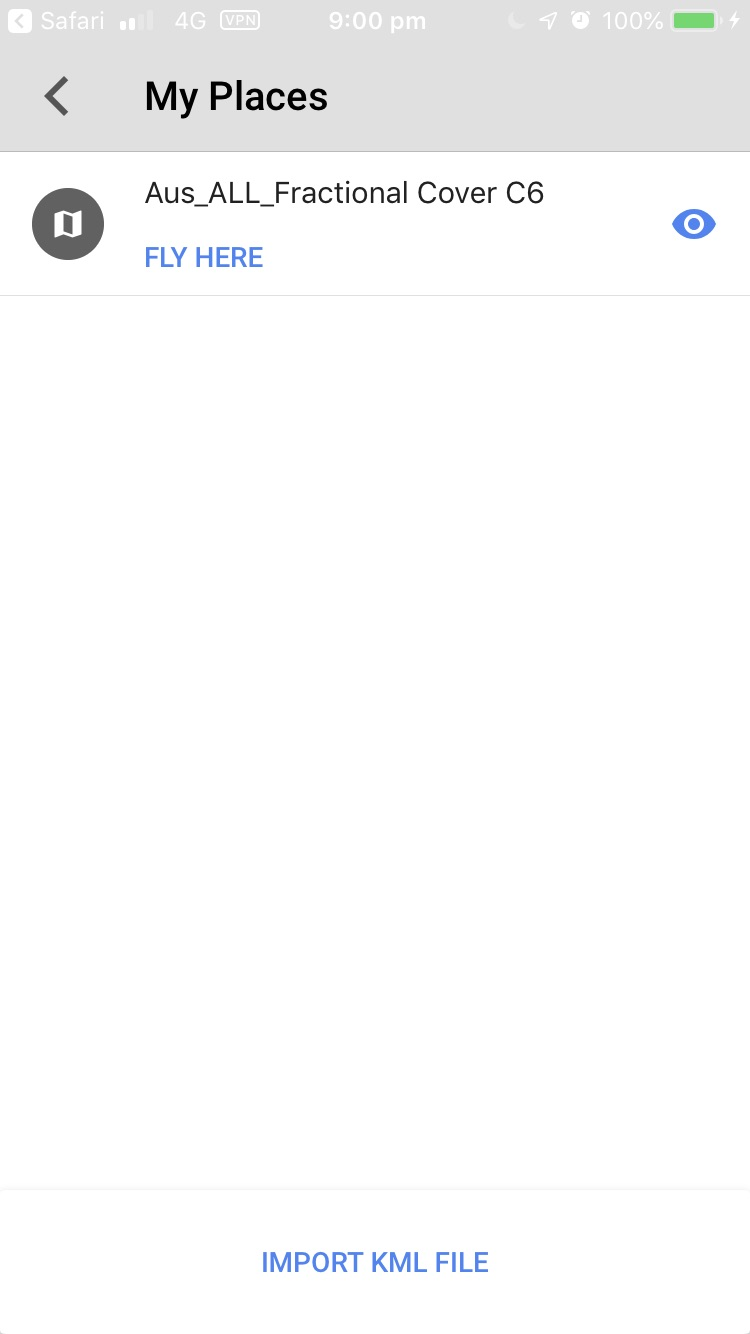 Safari 4G VPN 9:00 pm 100%
My Places
Aus_ALL_Fractional Cover C6
FLY HERE
IMPORT KML FILE